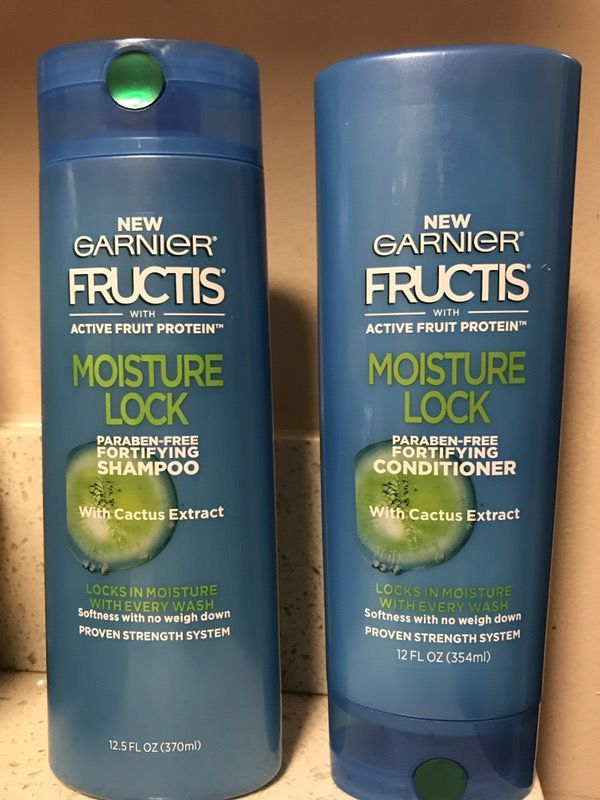 NEW
GARNIER®
FRUCTIS®
WITH
ACTIVE FRUIT PROTEIN™
MOISTURE
LOCK
PARABEN-FREE
FORTIFYING
SHAMPOO
With Cactus Extract
LOCKS IN MOISTURE
WITH EVERY WASH
Softness with no weigh down
PROVEN STRENGTH SYSTEM
12.5 FL OZ (370ml)
NEW
GARNIER®
FRUCTIS®
WITH
ACTIVE FRUIT PROTEIN™
MOISTURE
LOCK
PARABEN-FREE
FORTIFYING
CONDITIONER
With Cactus Extract
LOCKS IN MOISTURE
WITH EVERY WASH
Softness with no weigh down
PROVEN STRENGTH SYSTEM
12 FL OZ (354ml)